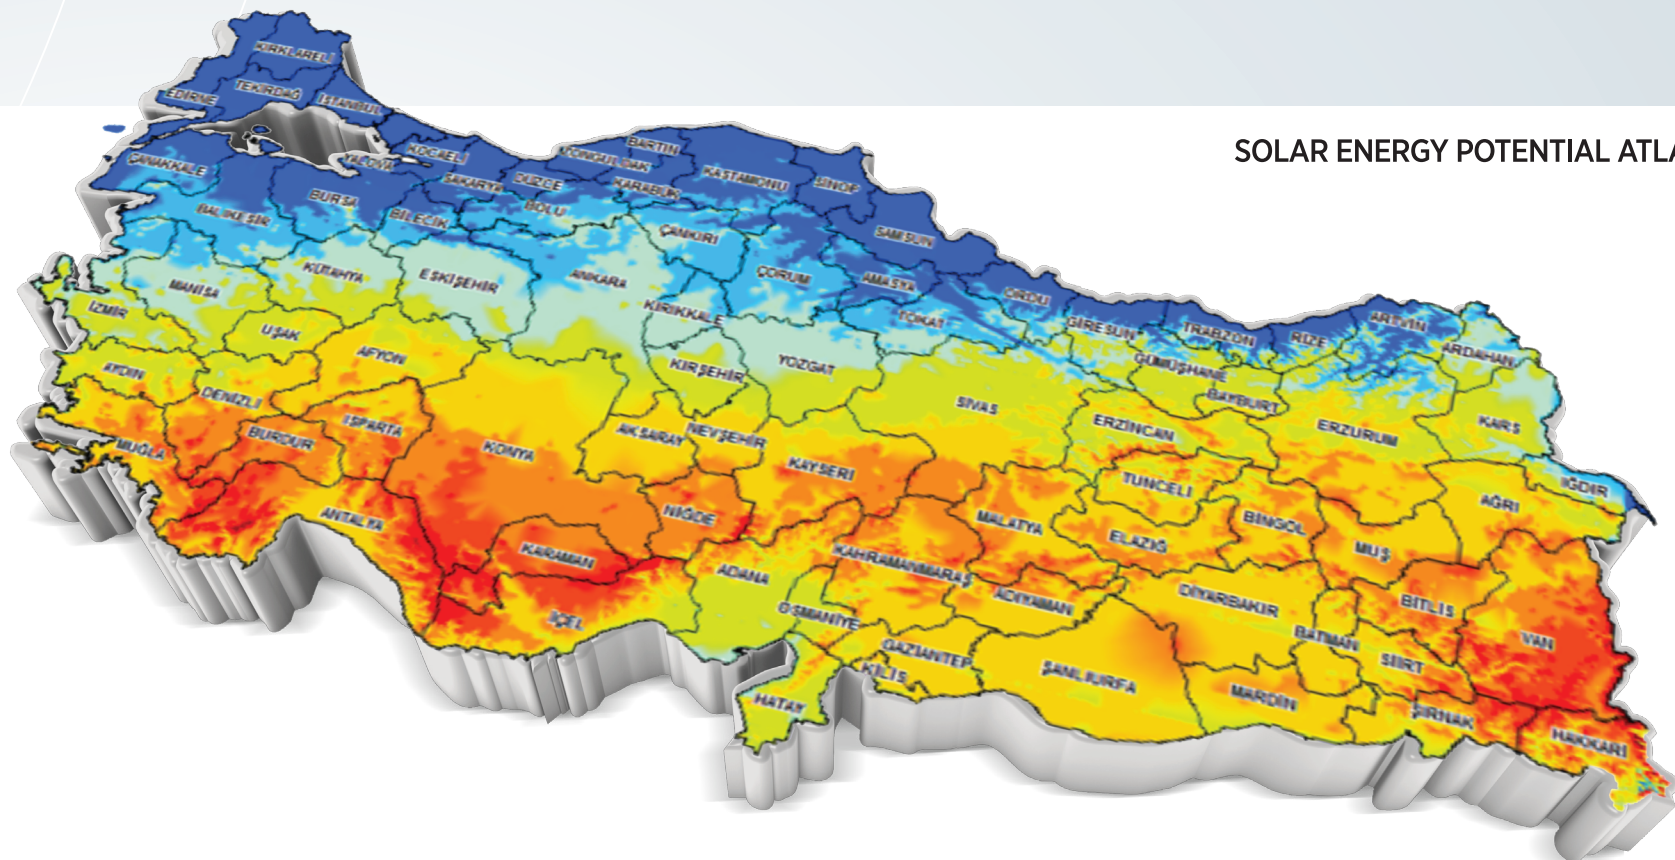 SOLAR ENERGY POTENTIAL ATLA
KIRKLARELİ
TEKİRDAĞ
EDİRNE
İSTANBUL
ÇANAKKALE
YALOVA
KOCAELİ
SAKARYA
DÜZCE
ZONGULDAK
BARTIN
KARABÜK
KASTAMONU
SİNOP
BALIKESİR
BURSA
BİLECİK
BOLU
ÇANKIRI
SAMSUN
MANİSA
KÜTAHYA
ESKİŞEHİR
ANKARA
KIRIKKALE
ÇORUM
AMASYA
TOKAT
ORDU
GİRESUN
TRABZON
RİZE
ARTVİN
ARDAHAN
GÜMÜŞHANE
BAYBURT
İZMİR
UŞAK
AFYON
KIRŞEHİR
YOZGAT
SİVAS
ERZİNCAN
ERZURUM
KARS
IĞDIR
AYDIN
DENİZLİ
BURDUR
ISPARTA
KONYA
AKSARAY
NEVŞEHİR
KAYSERİ
TUNCELİ
AĞRI
MUĞLA
ANTALYA
KARAMAN
NİĞDE
MALATYA
ELAZIĞ
BİNGÖL
MUŞ
İÇEL
ADANA
OSMANİYE
KAHRAMANMARAŞ
ADIYAMAN
DİYARBAKIR
BATMAN
BİTLİS
VAN
SİİRT
HATAY
KİLİS
GAZİANTEP
ŞANLIURFA
MARDİN
ŞIRNAK
HAKKARİ